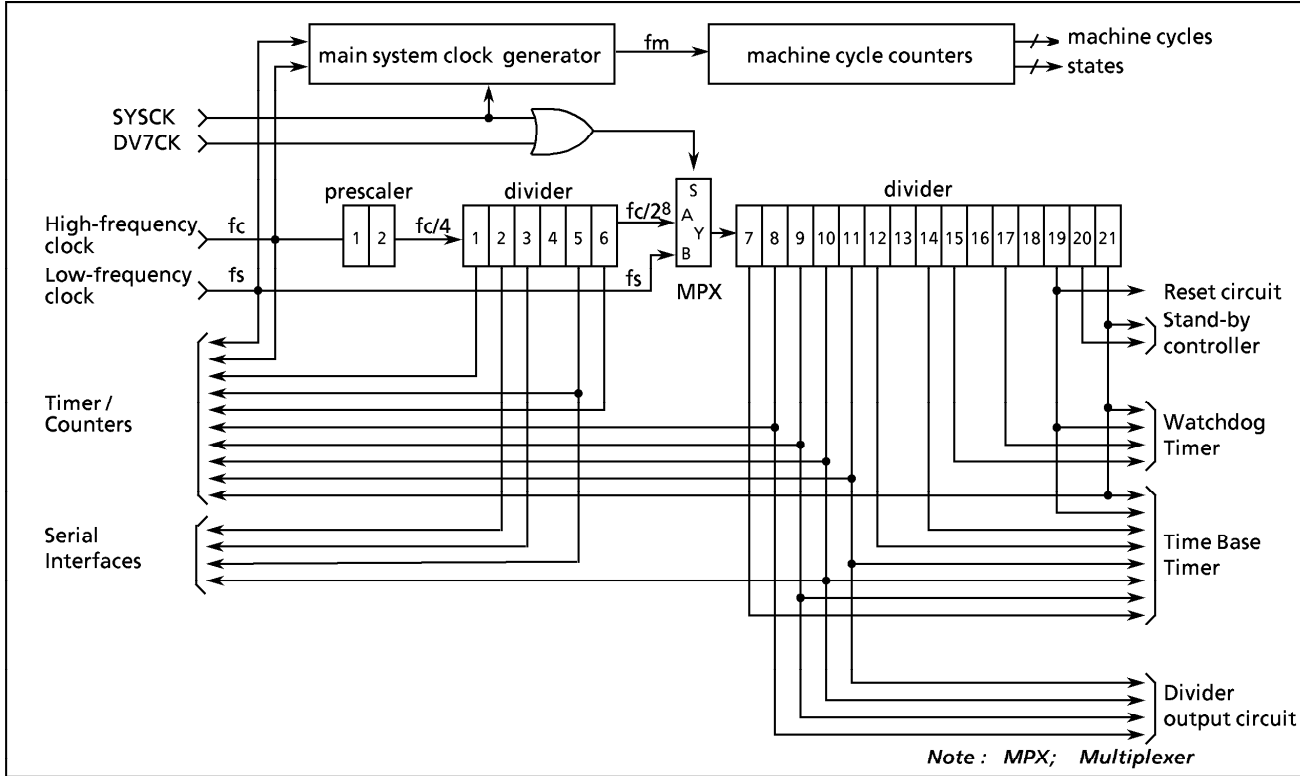 main system clock generator
fm
machine cycle counters
machine cycles
states
SYSCK
DV7CK
prescaler
divider
divider
High-frequency
clock
fc
1 2
fc/4
1 2 3 4 5 6
fc/2⁸
S
A
Y
B
MPX
7 8 9 10 11 12 13 14 15 16 17 18 19 20 21
Low-frequency
clock
fs
fs
Reset circuit
Stand-by
controller
Timer /
Counters
Watchdog
Timer
Serial
Interfaces
Time Base
Timer
Divider
output circuit
Note : MPX; Multiplexer